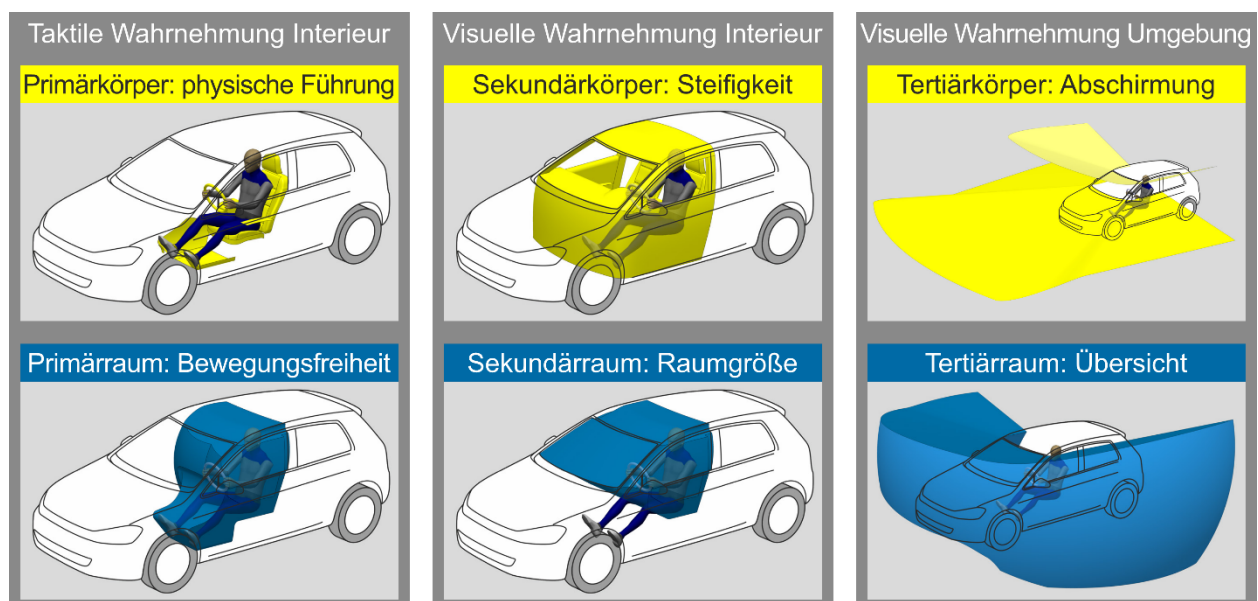 Taktile Wahrnehmung Interieur
Primärkörper: physische Führung
Primärraum: Bewegungsfreiheit
Visuelle Wahrnehmung Interieur
Sekundärkörper: Steifigkeit
Sekundärraum: Raumgröße
Visuelle Wahrnehmung Umgebung
Tertiärkörper: Abschirmung
Tertiärraum: Übersicht